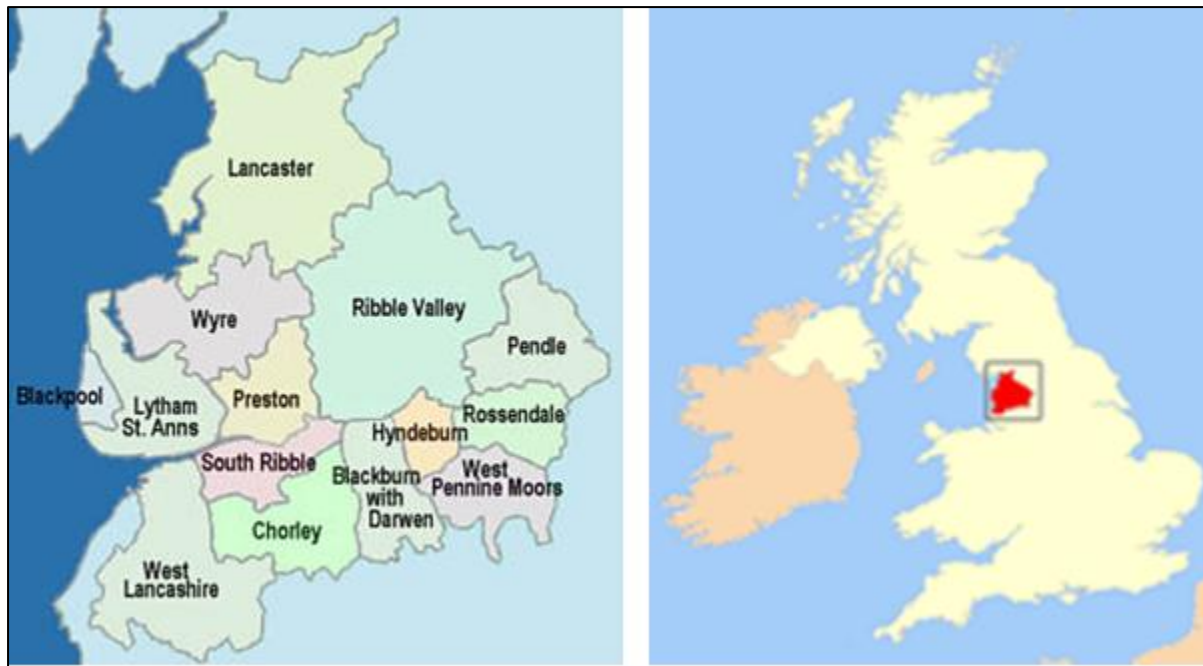 Lancaster
Ribble Valley
Wyre
Pendle
Blackpool
Preston
Lytham
St. Anns
Rossendale
Hyndeburn
South Ribble
Blackburn
with
Darwen
West
Pennine Moors
Chorley
West
Lancashire